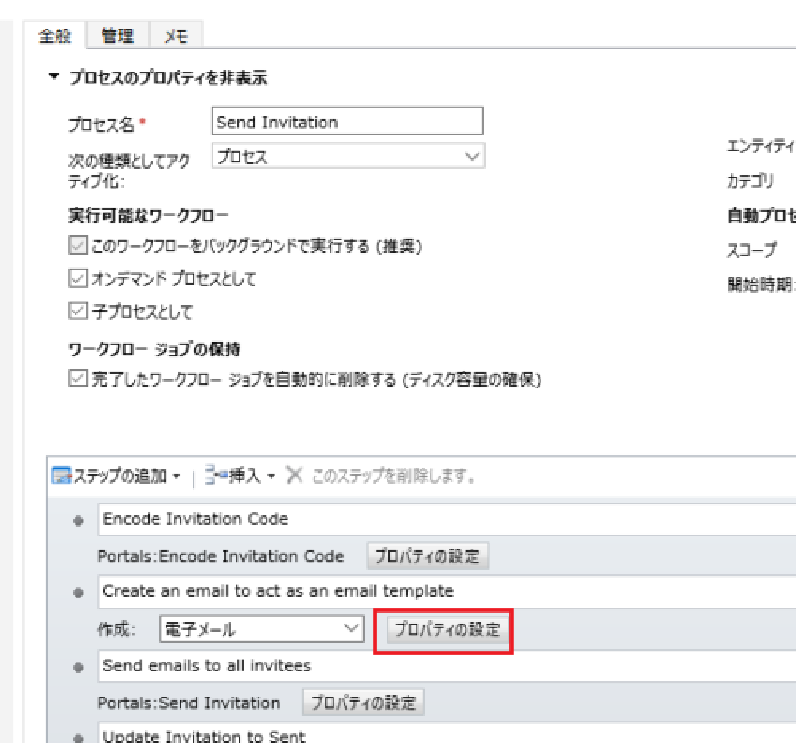 全般 管理 メモ
プロセスのプロパティを非表示
プロセス名* Send Invitation
エンティティ
次の種類としてアク プロセス
ティブ化:
カテゴリ
実行可能なワークフロー
自動プロセ
このワークフローをバックグラウンドで実行する (推奨)
スコープ
オンデマンド プロセスとして
開始時期:
子プロセスとして
ワークフロー ジョブの保持
完了したワークフロー ジョブを自動的に削除する (ディスク容量の確保)
ステップの追加 挿入 このステップを削除します。
Encode Invitation Code
Portals:Encode Invitation Code プロパティの設定
Create an email to act as an email template
作成: 電子メール プロパティの設定
Send emails to all invitees
Portals:Send Invitation プロパティの設定
Update Invitation to Sent